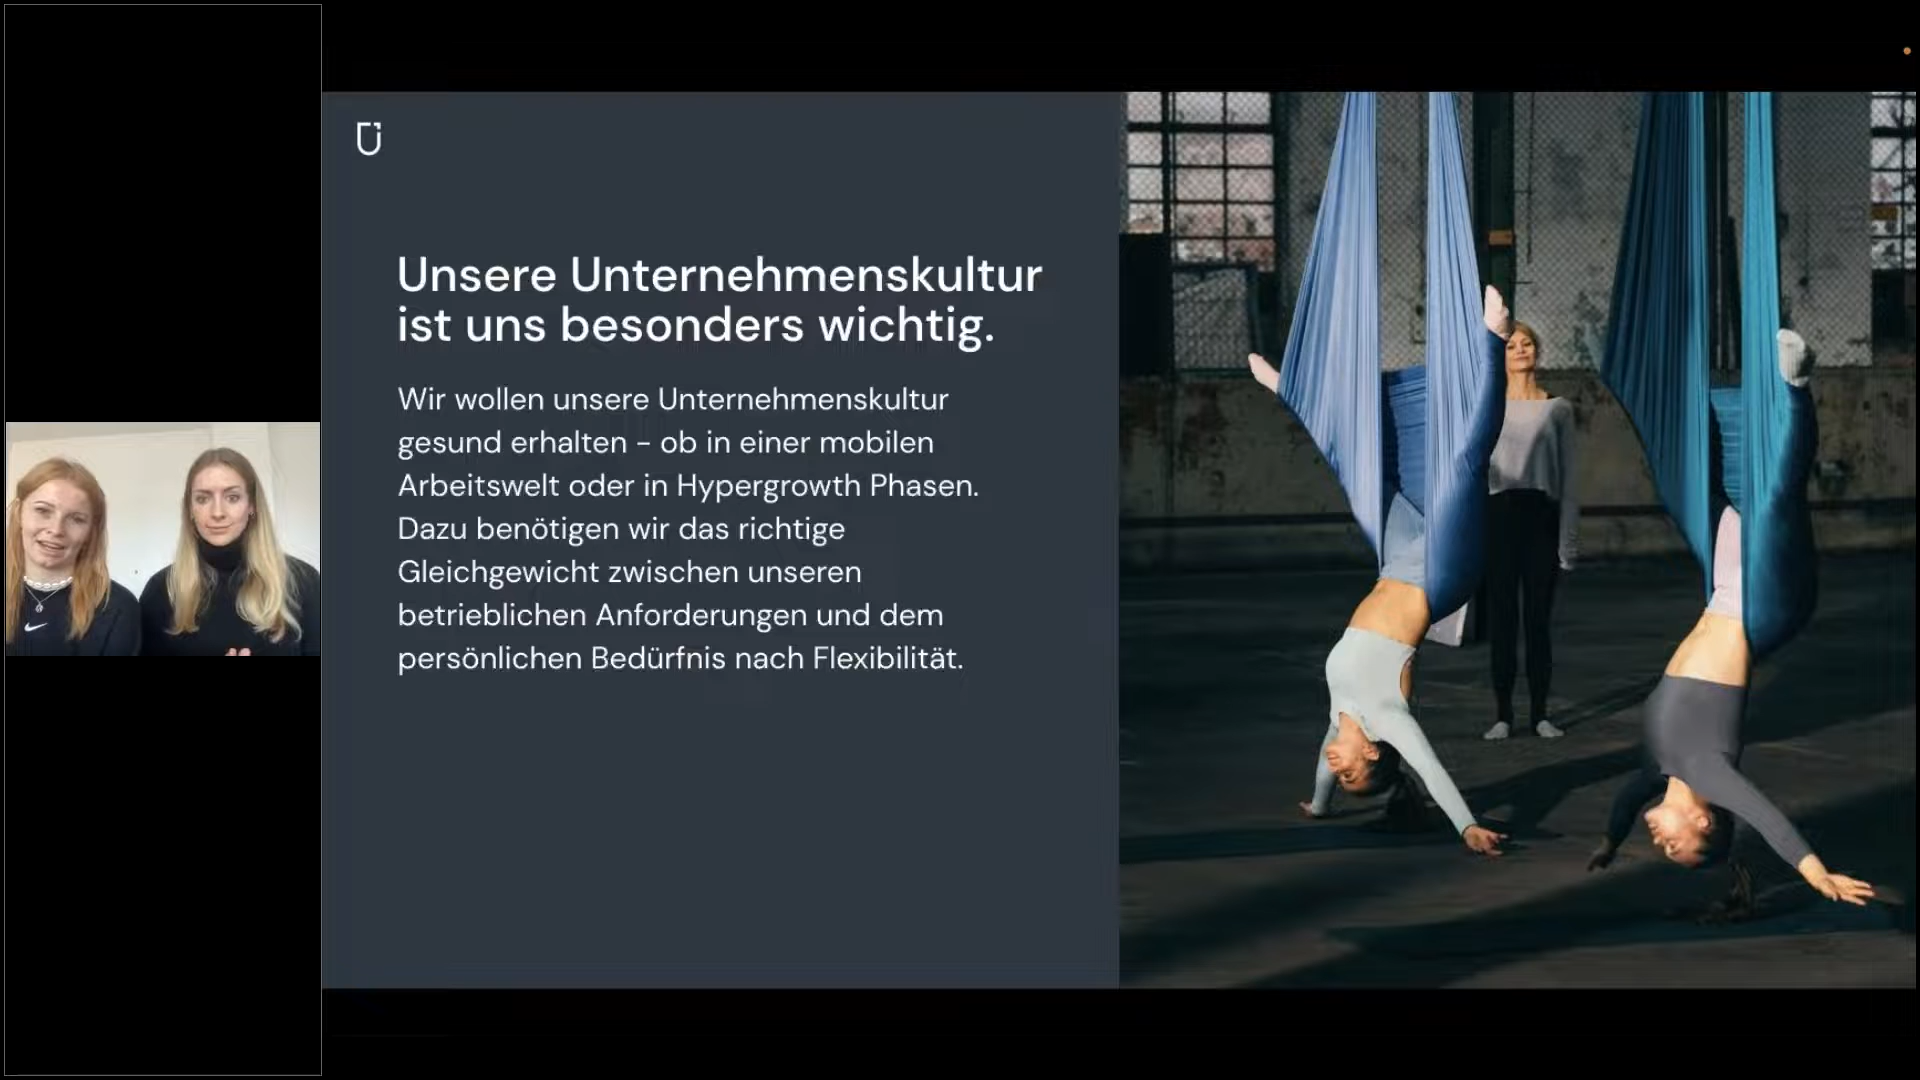 Unsere Unternehmenskultur
ist uns besonders wichtig.
Wir wollen unsere Unternehmenskultur
gesund erhalten – ob in einer mobilen
Arbeitswelt oder in Hypergrowth Phasen.
Dazu benötigen wir das richtige
Gleichgewicht zwischen unseren
betrieblichen Anforderungen und dem
persönlichen Bedürfnis nach Flexibilität.